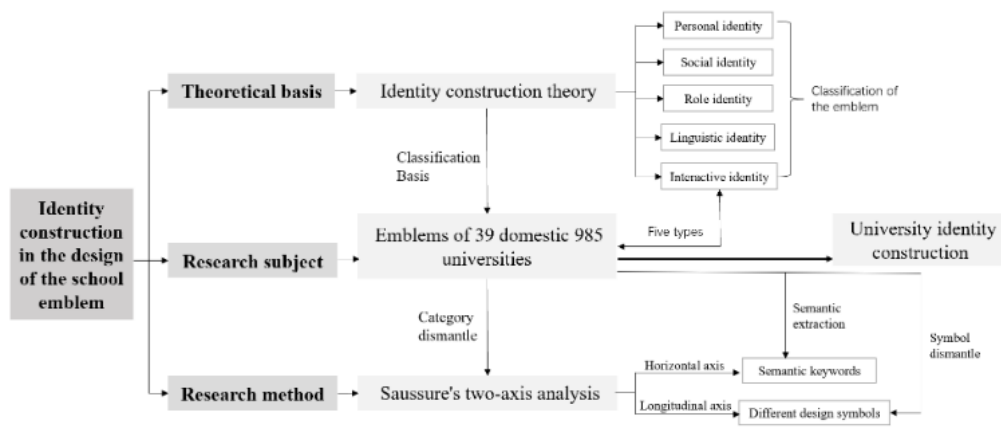 Personal identity
Social identity
Theoretical basis
Identity construction theory
Role identity
Classification of
the emblem
Linguistic identity
Classification
Basis
Interactive identity
Identity
construction
in the design
of the school
emblem
Research subject
Emblems of 39 domestic 985
universities
Five types
University identity
construction
Category
dismantle
Semantic
extraction
Symbol
dismantle
Research method
Saussure's two-axis analysis
Horizontal axis
Semantic keywords
Longitudinal axis
Different design symbols